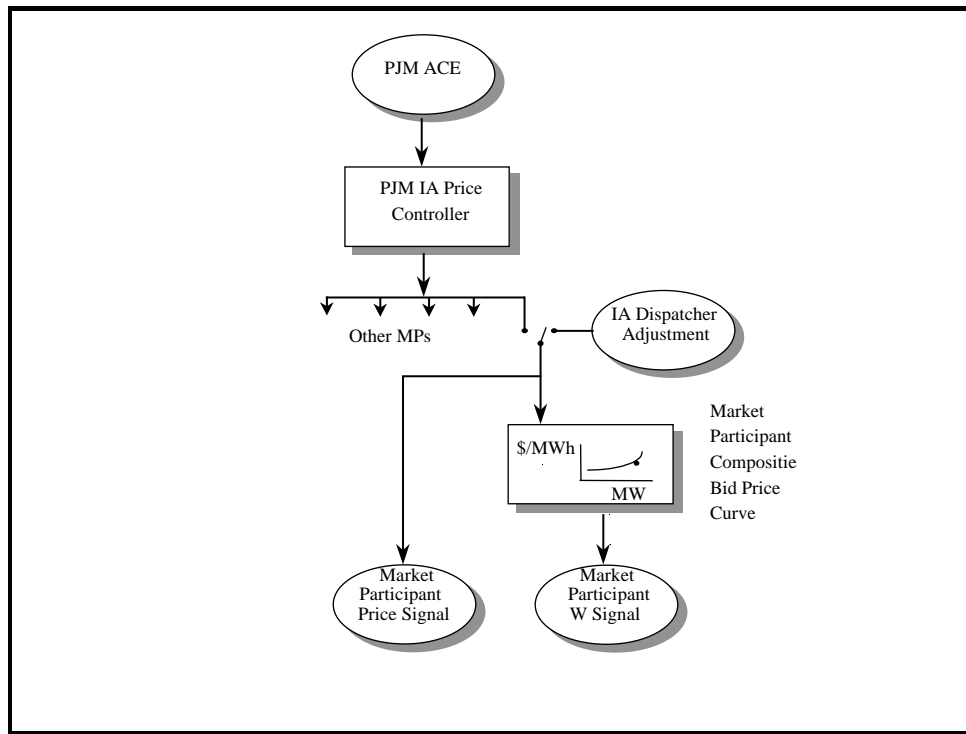 PJM ACE
PJM IA Price
Controller
Other MPs
IA Dispatcher
Adjustment
$/MWh
MW
Market
Participant
Compositie
Bid Price
Curve
Market
Participant
Price Signal
Market
Participant
W Signal